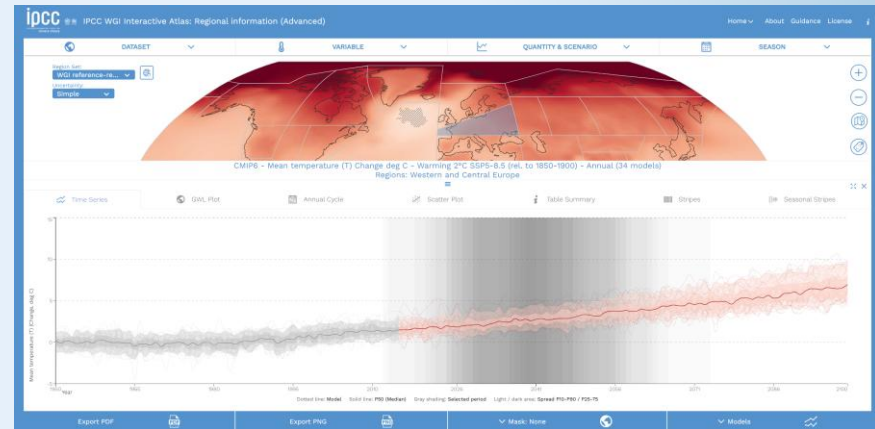 ipcc
IPCC WGI Interactive Atlas: Regional information (Advanced)
Home About Guidance License i
DATASET VARIABLE QUANTITY & SCENARIO SEASON
Region Set:
WGI reference-re...
Uncertainty:
Simple
CMIP6 - Mean temperature (T) Change deg C - Warming 2°C SSP5-8.5 (rel. to 1850-1900) - Annual (34 models)
Regions: Western and Central Europe
Time Series GWL Plot Annual Cycle Scatter Plot Table Summary Stripes Seasonal Stripes
Mean temperature (T) (Change, deg C)
10
5
0
Year
Dotted line: Model Solid line: P50 (Median) Gray shading: Selected period Light / dark area: Spread P10-P90 / P25-75
Export PDF Export PNG Mask: None Models